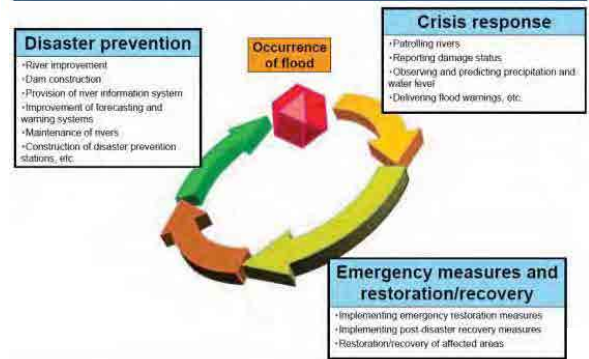 Disaster prevention
・River improvement
・Dam construction
・Provision of river information system
・Improvement of forecasting and
warning systems
・Maintenance of rivers
・Construction of disaster prevention
stations, etc
Occurrence
of flood
Crisis response
・Patrolling rivers
・Reporting damage status
・Observing and predicting precipitation and
water level
・Delivering flood warnings, etc.
Emergency measures and
restoration/recovery
・Implementing emergency restoration measures
・Implementing post-disaster recovery measures
・Restoration/recovery of affected areas